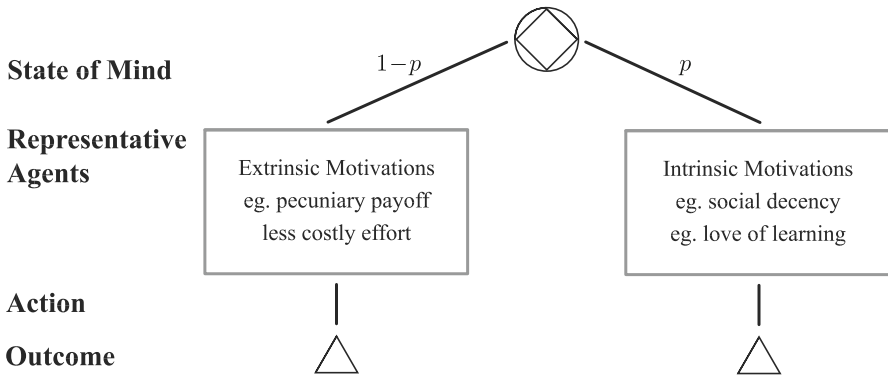 1−p
p
State of Mind
Representative
Agents
Extrinsic Motivations
eg. pecuniary payoff
less costly effort
Intrinsic Motivations
eg. social decency
eg. love of learning
Action
Outcome